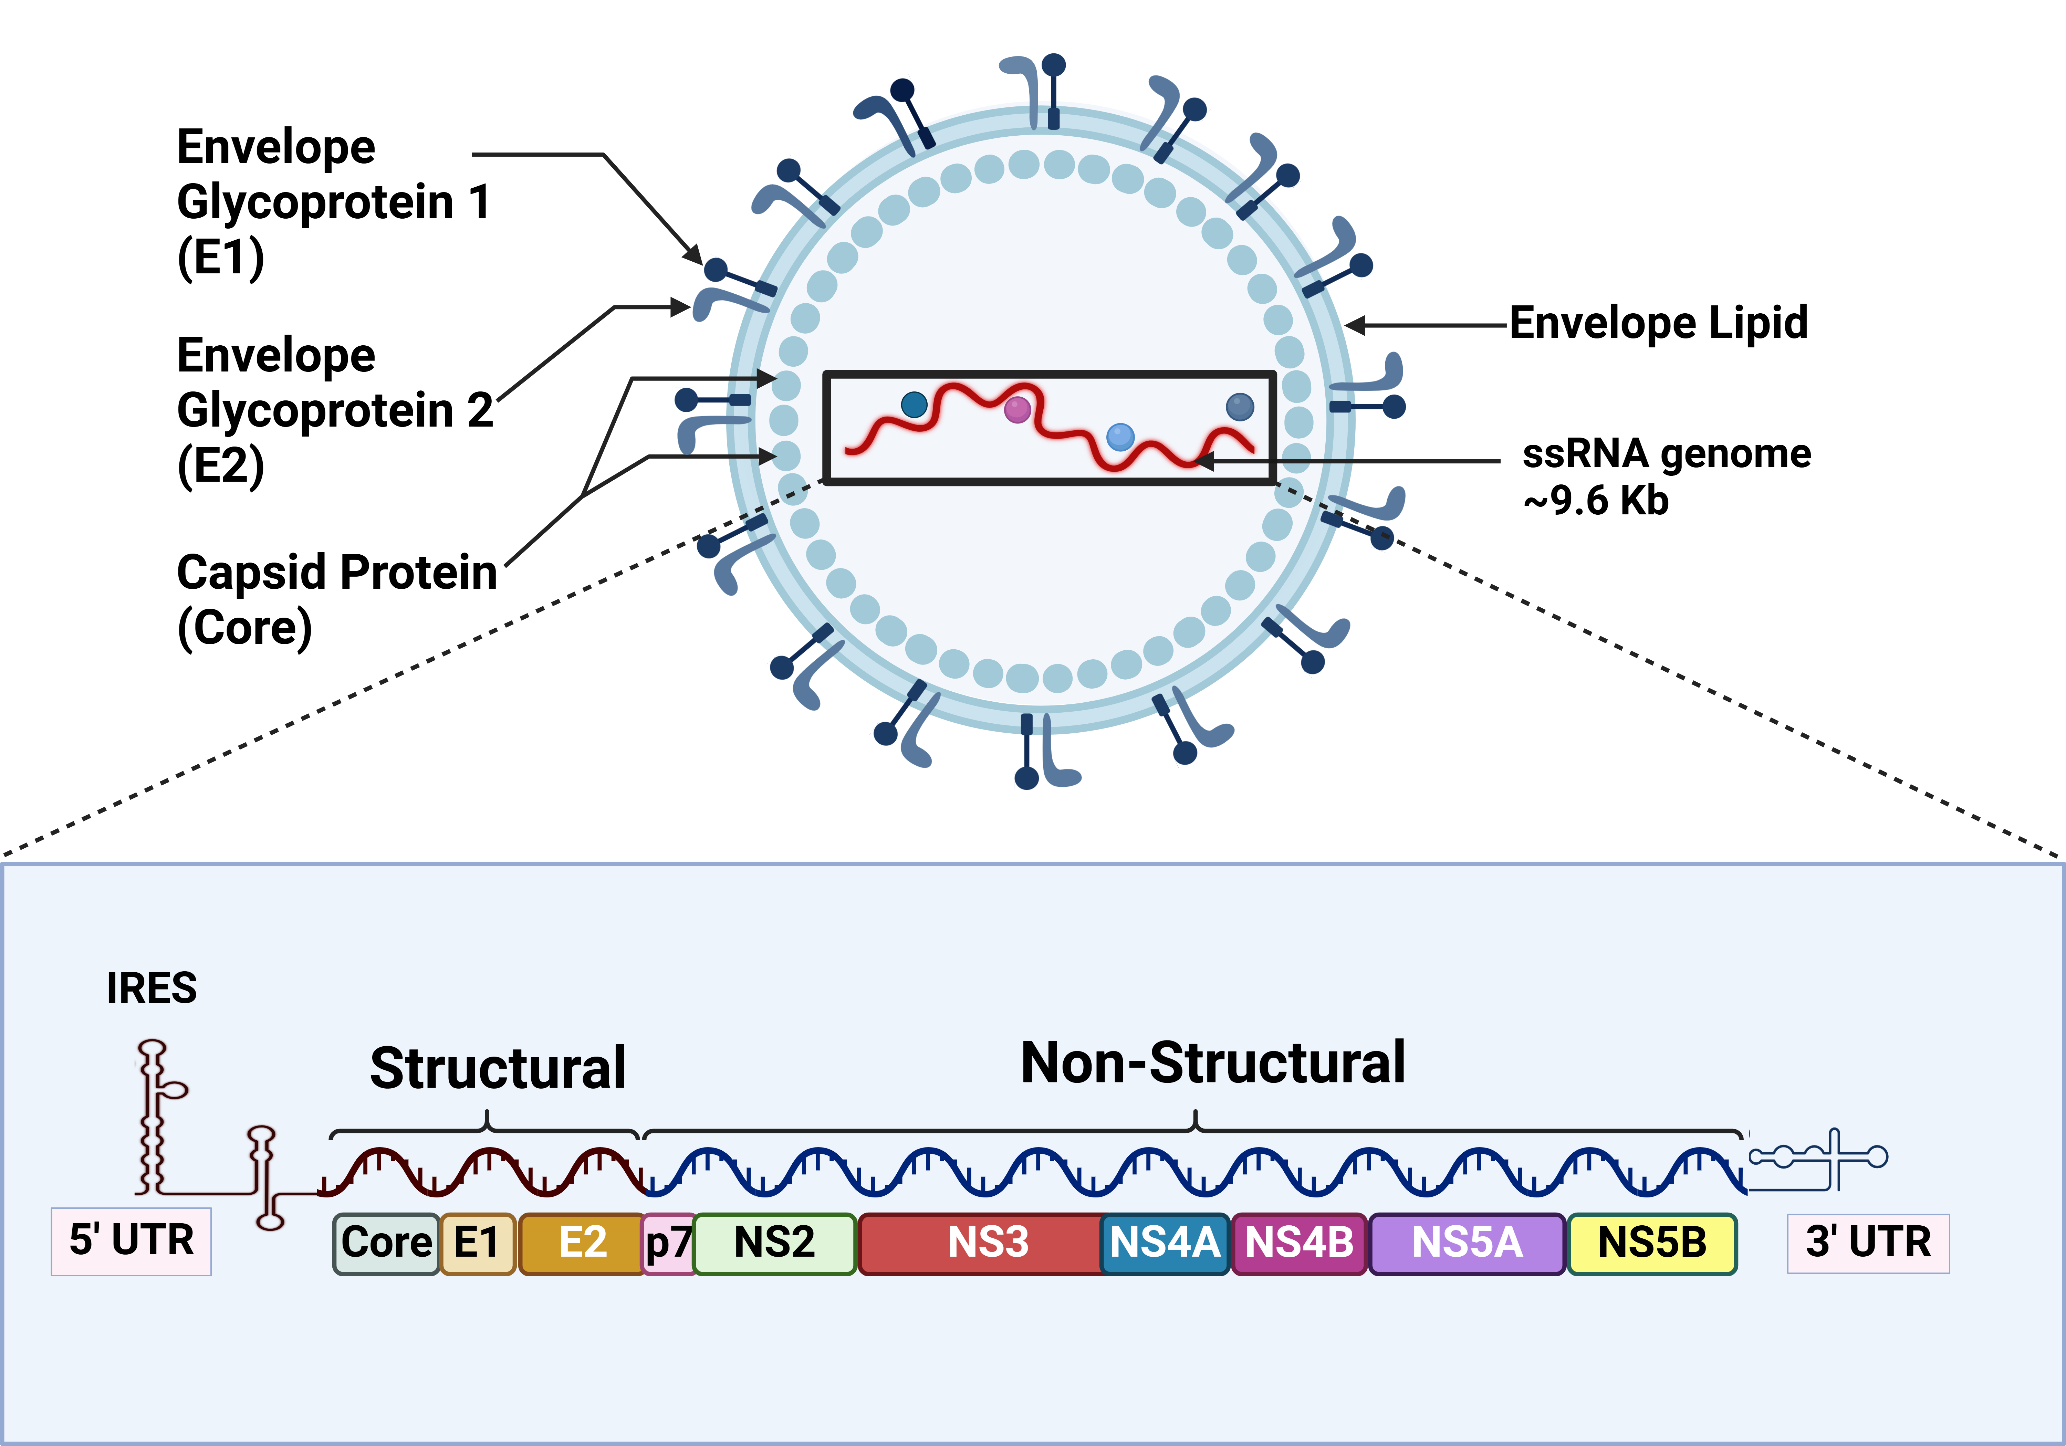 Envelope
Glycoprotein 1
(E1)
Envelope
Glycoprotein 2
(E2)
Capsid Protein
(Core)
Envelope Lipid
ssRNA genome
~9.6 Kb
IRES
Structural
Non-Structural
5' UTR
Core
E1
E2
p7
NS2
NS3
NS4A
NS4B
NS5A
NS5B
3' UTR